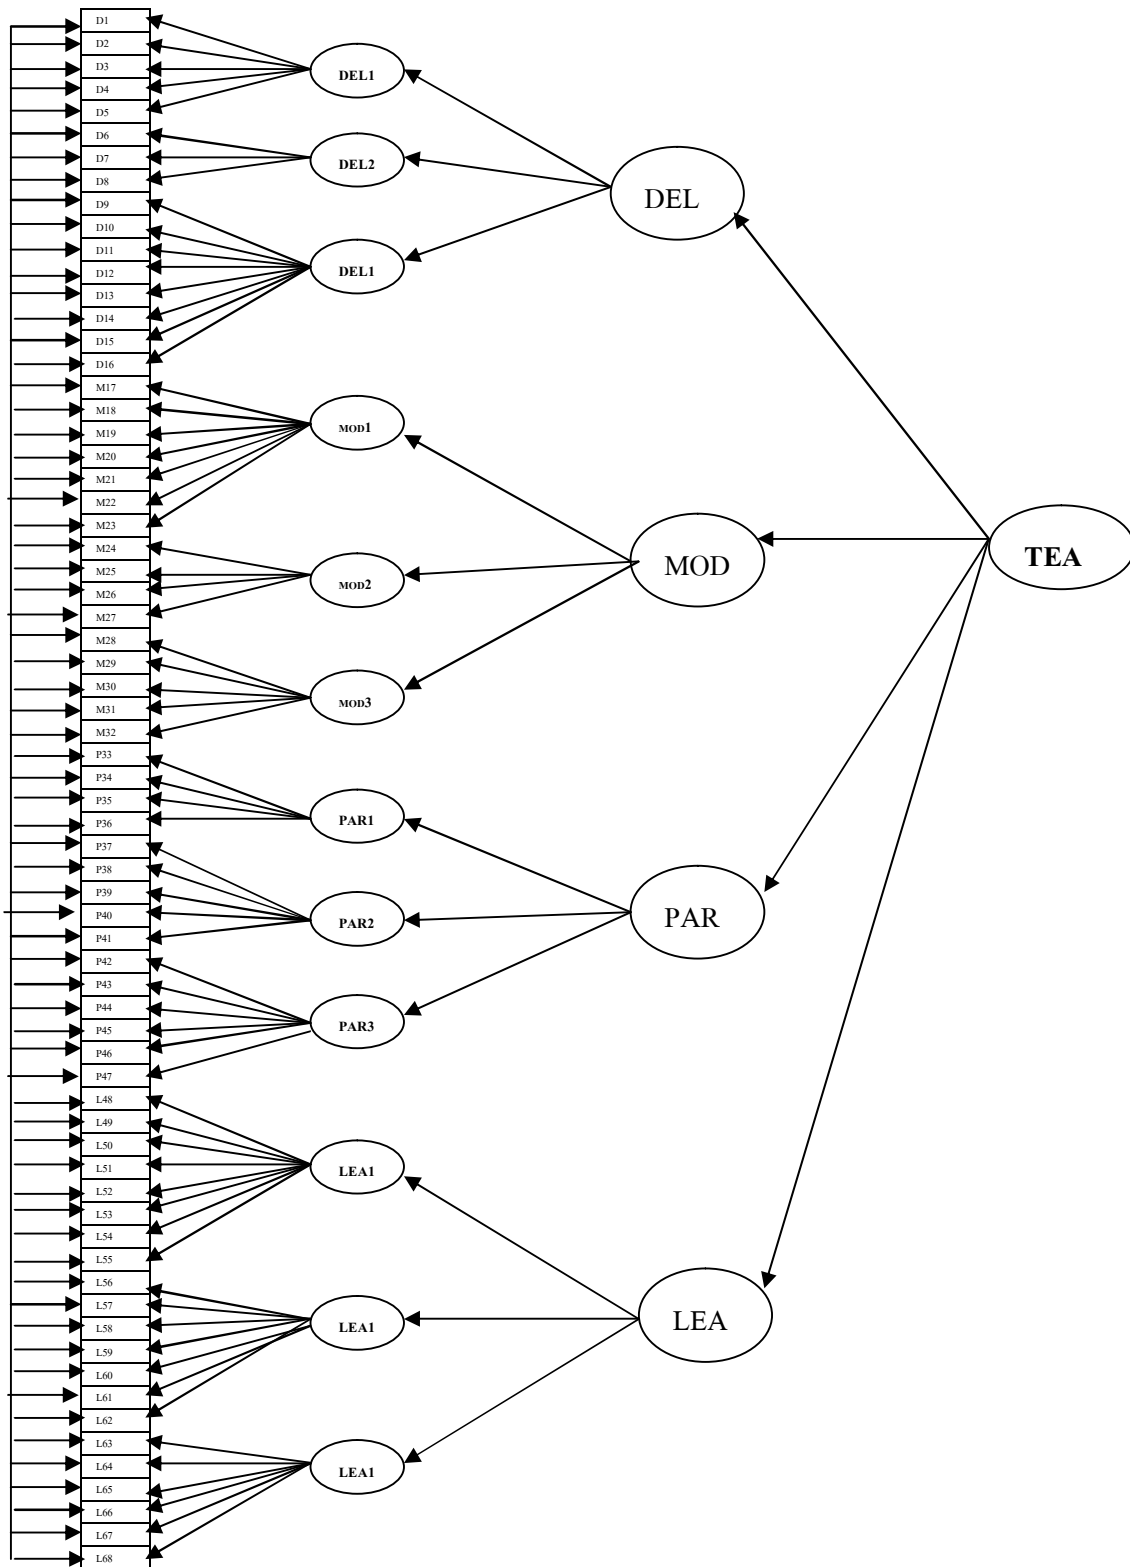 D1
D2
D3
D4
D5
D6
D7
D8
D9
D10
D11
D12
D13
D14
D15
D16
M17
M18
M19
M20
M21
M22
M23
M24
M25
M26
M27
M28
M29
M30
M31
M32
P33
P34
P35
P36
P37
P38
P39
P40
P41
P42
P43
P44
P45
P46
P47
L48
L49
L50
L51
L52
L53
L54
L55
L56
L57
L58
L59
L60
L61
L62
L63
L64
L65
L66
L67
L68
DEL1
DEL2
DEL1
MOD1
MOD2
MOD3
PAR1
PAR2
PAR3
LEA1
LEA1
LEA1
DEL
MOD
PAR
LEA
TEA